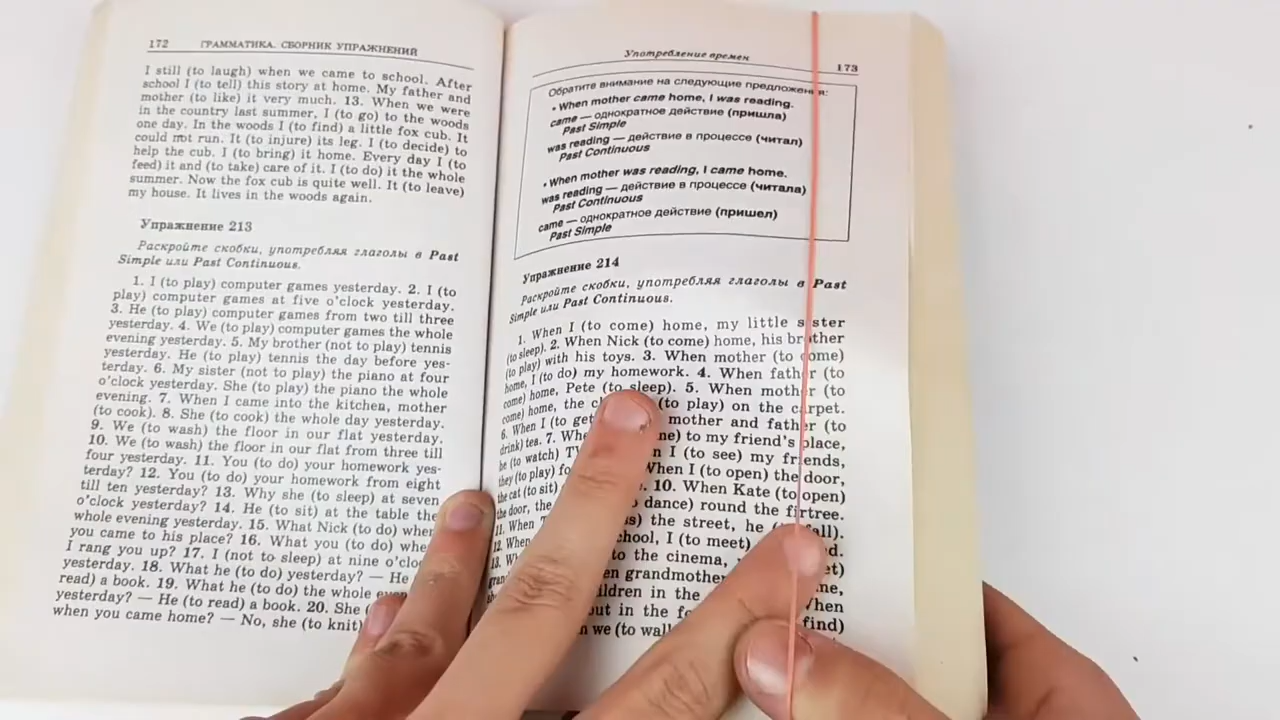 172 ГРАММАТИКА. СБОРНИК УПРАЖНЕНИЙ
I still (to laugh) when we came to school. After
school I (to tell) this story at home. My father and
mother (to like) it very much. 13. When we were
in the country last summer, I (to go) to the woods
one day. In the woods I (to find) a little fox cub. It
could not run. It (to injure) its leg. I (to decide) to
help the cub. I (to bring) it home. Every day I (to
feed) it and (to take) care of it. I (to do) it the whole
summer. Now the fox cub is quite well. It (to leave)
my house. It lives in the woods again.
Упражнение 213
Раскройте скобки, употребляя глаголы в Past
Simple или Past Continuous.
1. I (to play) computer games yesterday. 2. I (to
play) computer games at five o'clock yesterday.
3. He (to play) computer games from two till three
yesterday. 4. We (to play) computer games the whole
evening yesterday. 5. My brother (not to play) tennis
yesterday. He (to play) tennis the day before yes-
terday. 6. My sister (not to play) the piano at four
o'clock yesterday. She (to play) the piano the whole
evening. 7. When I came into the kitchen, mother
(to cook). 8. She (to cook) the whole day yesterday.
9. We (to wash) the floor in our flat yesterday.
10. We (to wash) the floor in our flat from three till
four yesterday. 11. You (to do) your homework yes-
terday? 12. You (to do) your homework from eight
till ten yesterday? 13. Why she (to sleep) at seven
o'clock yesterday? 14. He (to sit) at the table the
whole evening yesterday. 15. What Nick (to do) when
you came to his place? 16. What you (to do) when
I rang you up? 17. I (not to sleep) at nine o'clock
yesterday. 18. What he (to do) yesterday? — He
read) a book. 19. What he (to do) the whole
yesterday? — He (to read) a book. 20. She
when you came home? — No, she (to knit)
Употребление времен 173
Обратите внимание на следующие предложения:
• When mother came home, I was reading.
came — однократное действие (пришла)
Past Simple
was reading — действие в процессе (читал)
Past Continuous
• When mother was reading, I came home.
was reading — действие в процессе (читала)
Past Continuous
came — однократное действие (пришел)
Past Simple
Упражнение 214
Раскройте скобки, употребляя глаголы в Past
Simple или Past Continuous.
1. When I (to come) home, my little sister
(to sleep). 2. When Nick (to come) home, his brother
(to play) with his toys. 3. When mother (to come)
home, I (to do) my homework. 4. When father (to
come) home, Pete (to sleep). 5. When mother (to
come) home, the (to play) on the carpet.
6. When I (to get mother and father (to
drink) tea. 7. to my friend's place,
he (to watch) I (to see) my friends,
they (to play) When I (to open) the door,
the cat (to sit) 10. When Kate (to open)
the door, the dance) round the firtree.
11. When the street, he
12. When I (to meet)
13. to the cinema,
grandmother
in the
out in the When
we find)